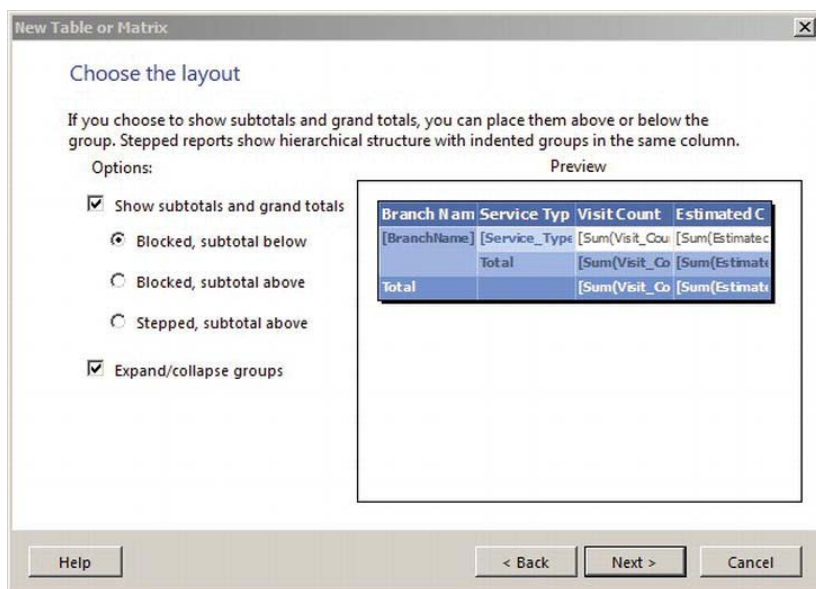 New Table or Matrix
Choose the layout
If you choose to show subtotals and grand totals, you can place them above or below the
group. Stepped reports show hierarchical structure with indented groups in the same column.
Options:
Preview
Show subtotals and grand totals
Blocked, subtotal below
Blocked, subtotal above
Stepped, subtotal above
Expand/collapse groups
Branch Nam Service Typ Visit Count Estimated C
[BranchName] [Service_Type [Sum(Visit_Cou [Sum(Estimated
Total [Sum(Visit_Co [Sum(Estimate
Total [Sum(Visit_Co [Sum(Estimate
Help
< Back
Next >
Cancel